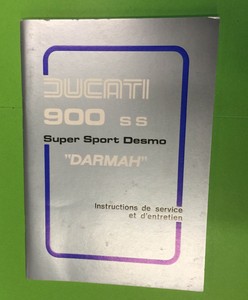 DUCATI
900 SS
Super Sport Desmo
"DARMAH"
Instructions de service
et d'entretien